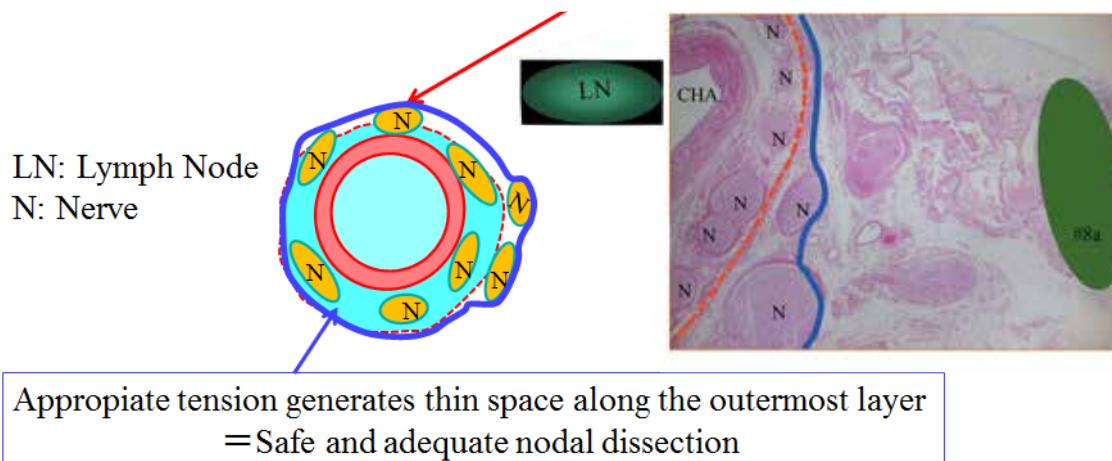 LN: Lymph Node
N: Nerve
N
N
N
N
N
N
N
N
LN
CHA
N
N
N
N
N
N
N
N
#8a
Appropiate tension generates thin space along the outermost layer
=Safe and adequate nodal dissection